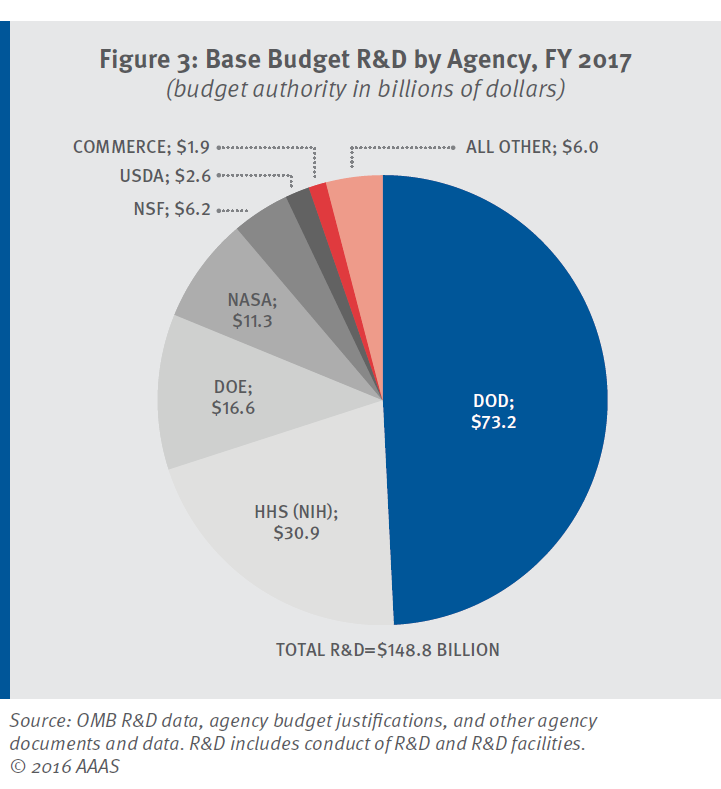 Figure 3: Base Budget R&D by Agency, FY 2017
(budget authority in billions of dollars)
COMMERCE; $1.9
ALL OTHER; $6.0
USDA; $2.6
NSF; $6.2
NASA;
$11.3
DOE;
$16.6
DOD;
$73.2
HHS (NIH);
$30.9
TOTAL R&D=$148.8 BILLION
Source: OMB R&D data, agency budget justifications, and other agency
documents and data. R&D includes conduct of R&D and R&D facilities.
© 2016 AAAS